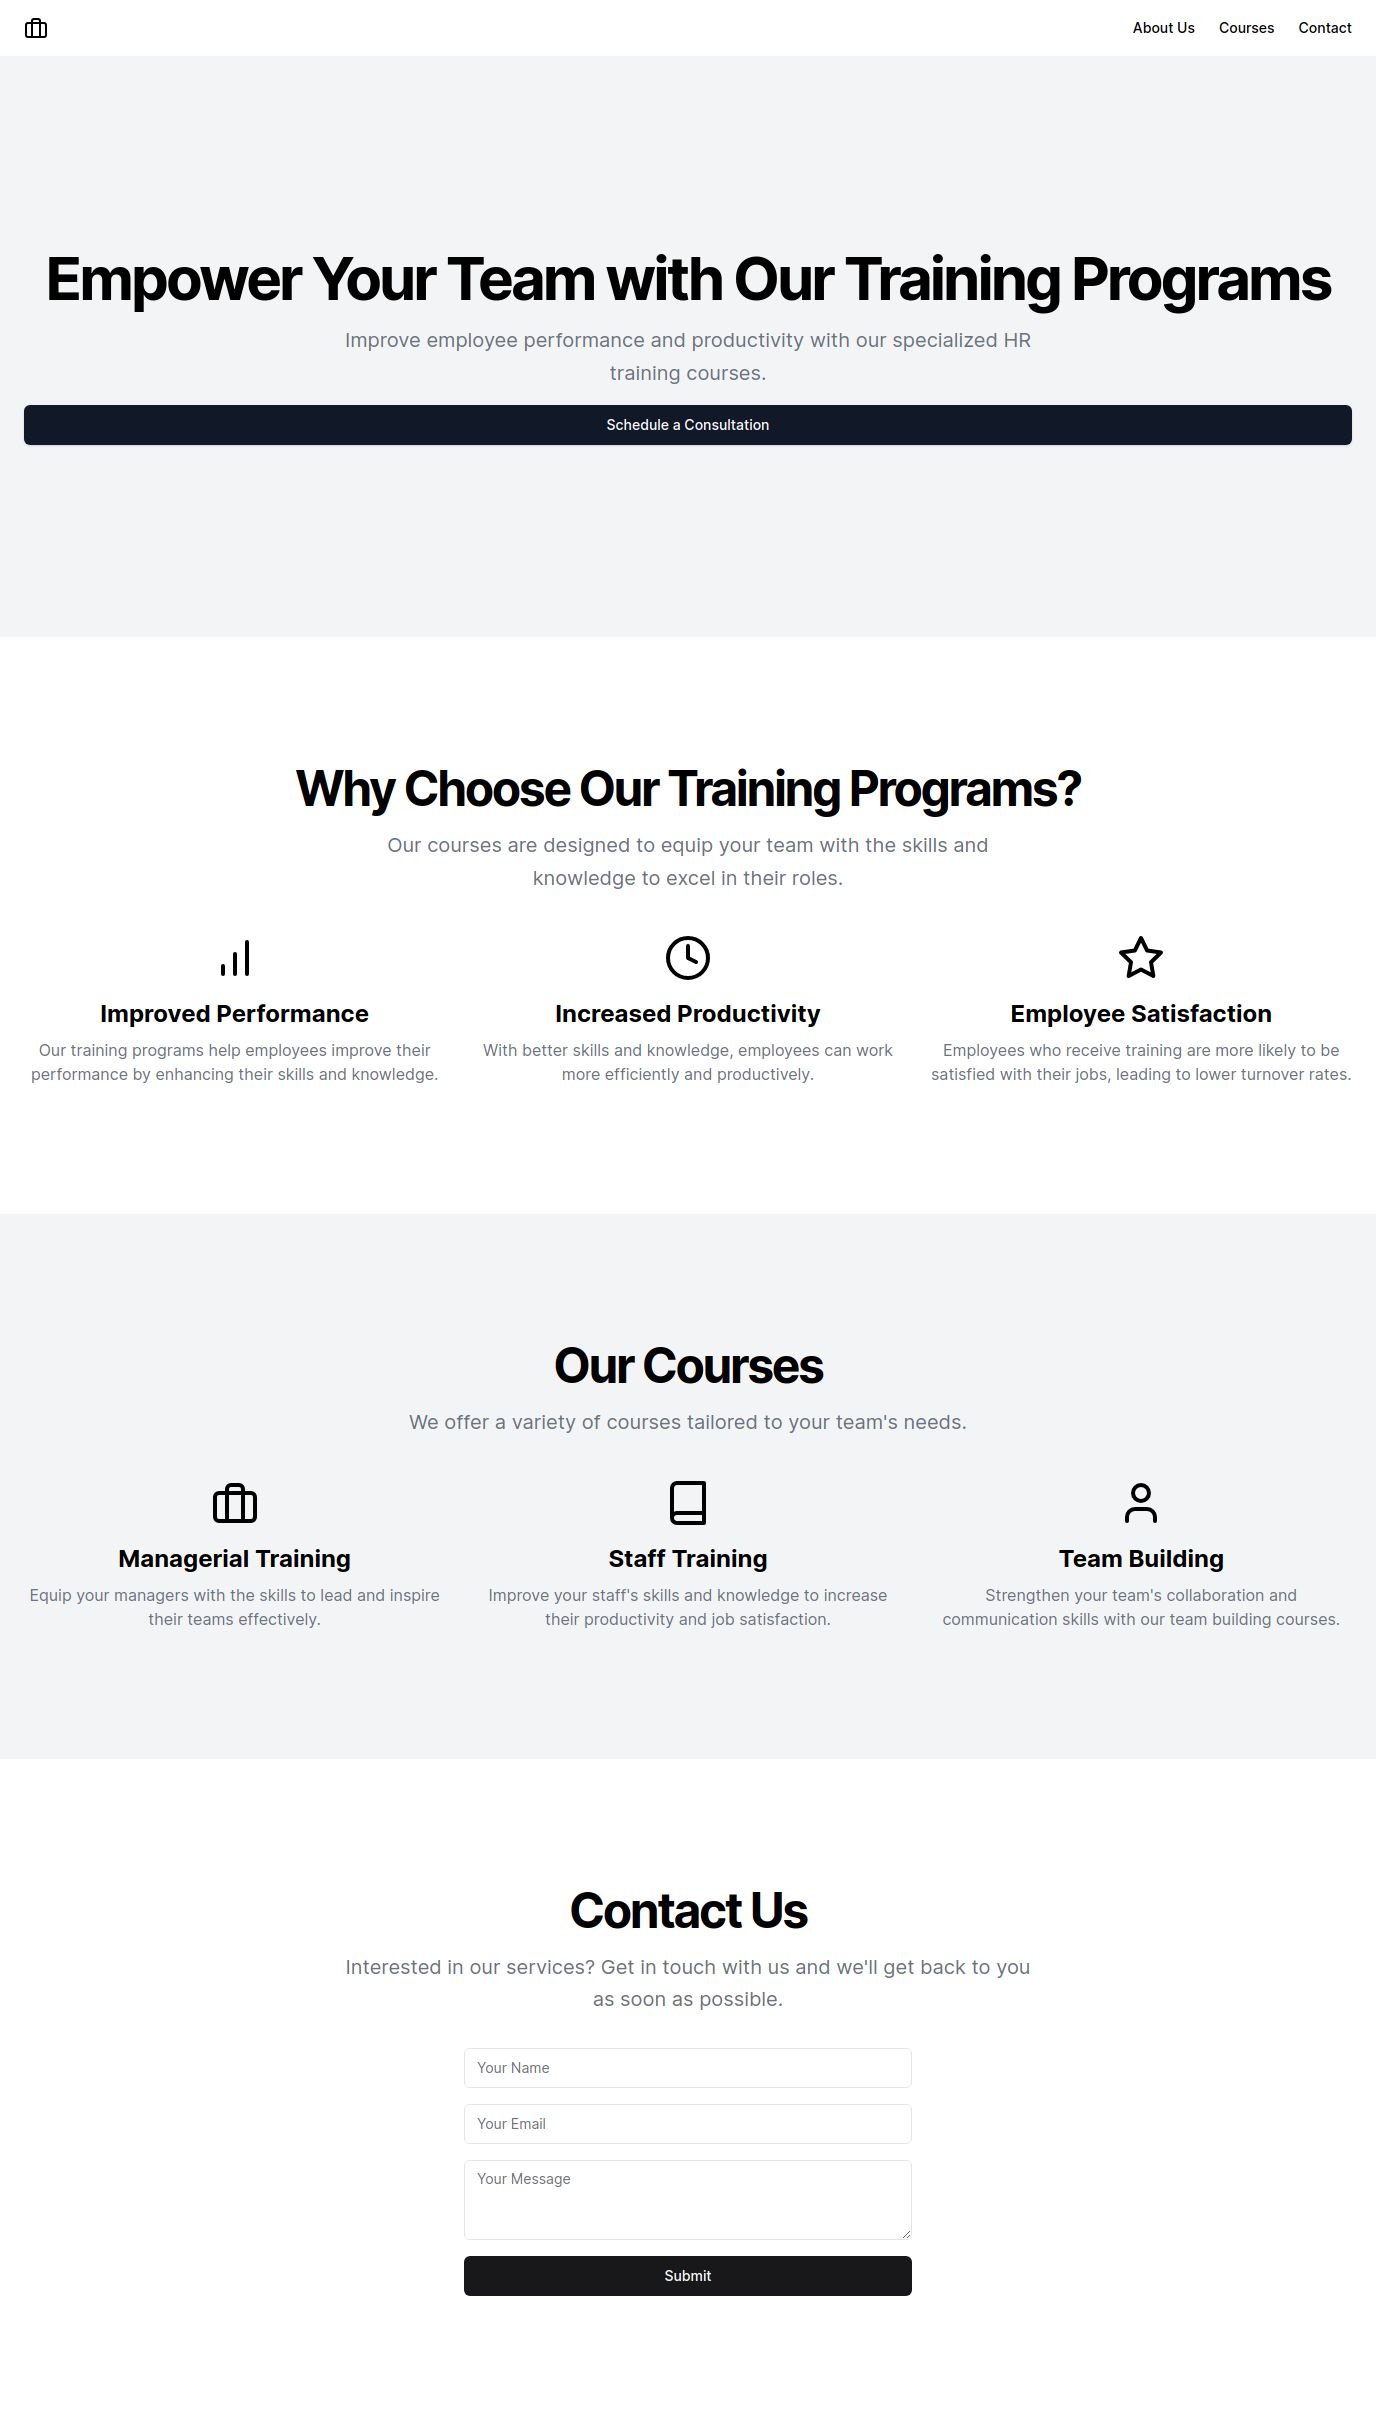 About Us Courses Contact
Empower Your Team with Our Training Programs
Improve employee performance and productivity with our specialized HR
training courses.
Schedule a Consultation
Why Choose Our Training Programs?
Our courses are designed to equip your team with the skills and
knowledge to excel in their roles.
Improved Performance
Our training programs help employees improve their
performance by enhancing their skills and knowledge.
Increased Productivity
With better skills and knowledge, employees can work
more efficiently and productively.
Employee Satisfaction
Employees who receive training are more likely to be
satisfied with their jobs, leading to lower turnover rates.
Our Courses
We offer a variety of courses tailored to your team's needs.
Managerial Training
Equip your managers with the skills to lead and inspire
their teams effectively.
Staff Training
Improve your staff's skills and knowledge to increase
their productivity and job satisfaction.
Team Building
Strengthen your team's collaboration and
communication skills with our team building courses.
Contact Us
Interested in our services? Get in touch with us and we'll get back to you
as soon as possible.
Your Name
Your Email
Your Message
Submit